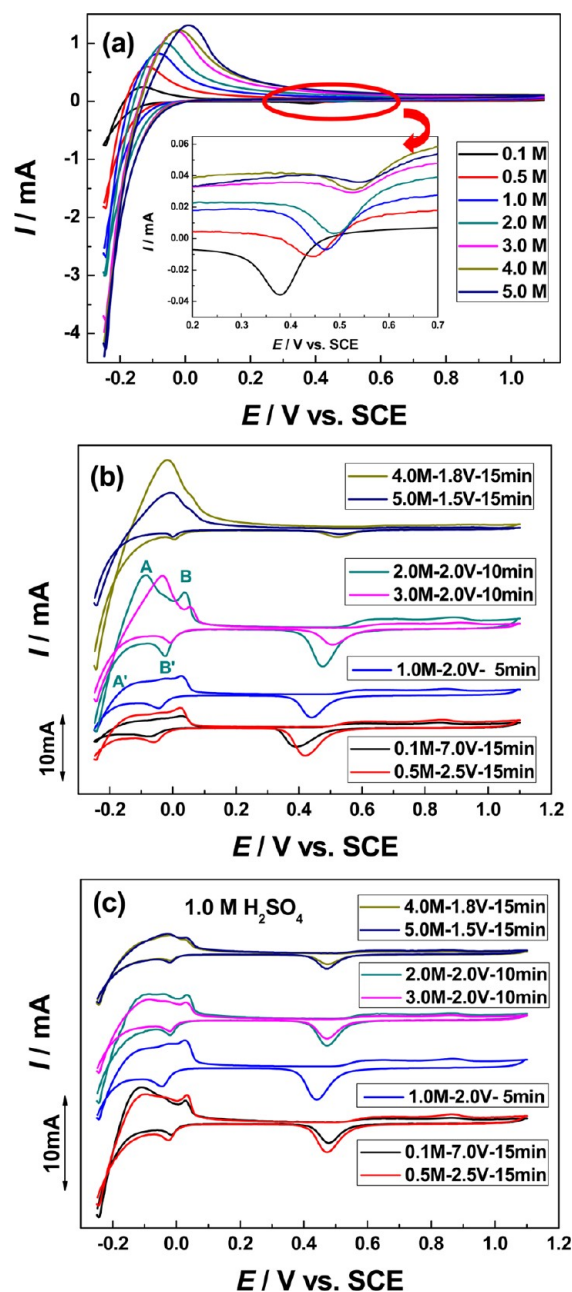 (a)
I / mA
1
0
-1
-2
-3
-4
0.06
0.04
0.02
0.00
-0.02
-0.04
I / mA
0.2 0.3 0.4 0.5 0.6 0.7
E / V vs. SCE
0.1 M
0.5 M
1.0 M
2.0 M
3.0 M
4.0 M
5.0 M
-0.2 0.0 0.2 0.4 0.6 0.8 1.0
E / V vs. SCE
(b)
I / mA
4.0M-1.8V-15min
5.0M-1.5V-15min
A B
2.0M-2.0V-10min
3.0M-2.0V-10min
A' B'
1.0M-2.0V- 5min
10mA
0.1M-7.0V-15min
0.5M-2.5V-15min
-0.2 0.0 0.2 0.4 0.6 0.8 1.0 1.2
E / V vs. SCE
(c)
1.0 M H₂SO₄
I / mA
4.0M-1.8V-15min
5.0M-1.5V-15min
2.0M-2.0V-10min
3.0M-2.0V-10min
1.0M-2.0V- 5min
10mA
0.1M-7.0V-15min
0.5M-2.5V-15min
-0.2 0.0 0.2 0.4 0.6 0.8 1.0 1.2
E / V vs. SCE